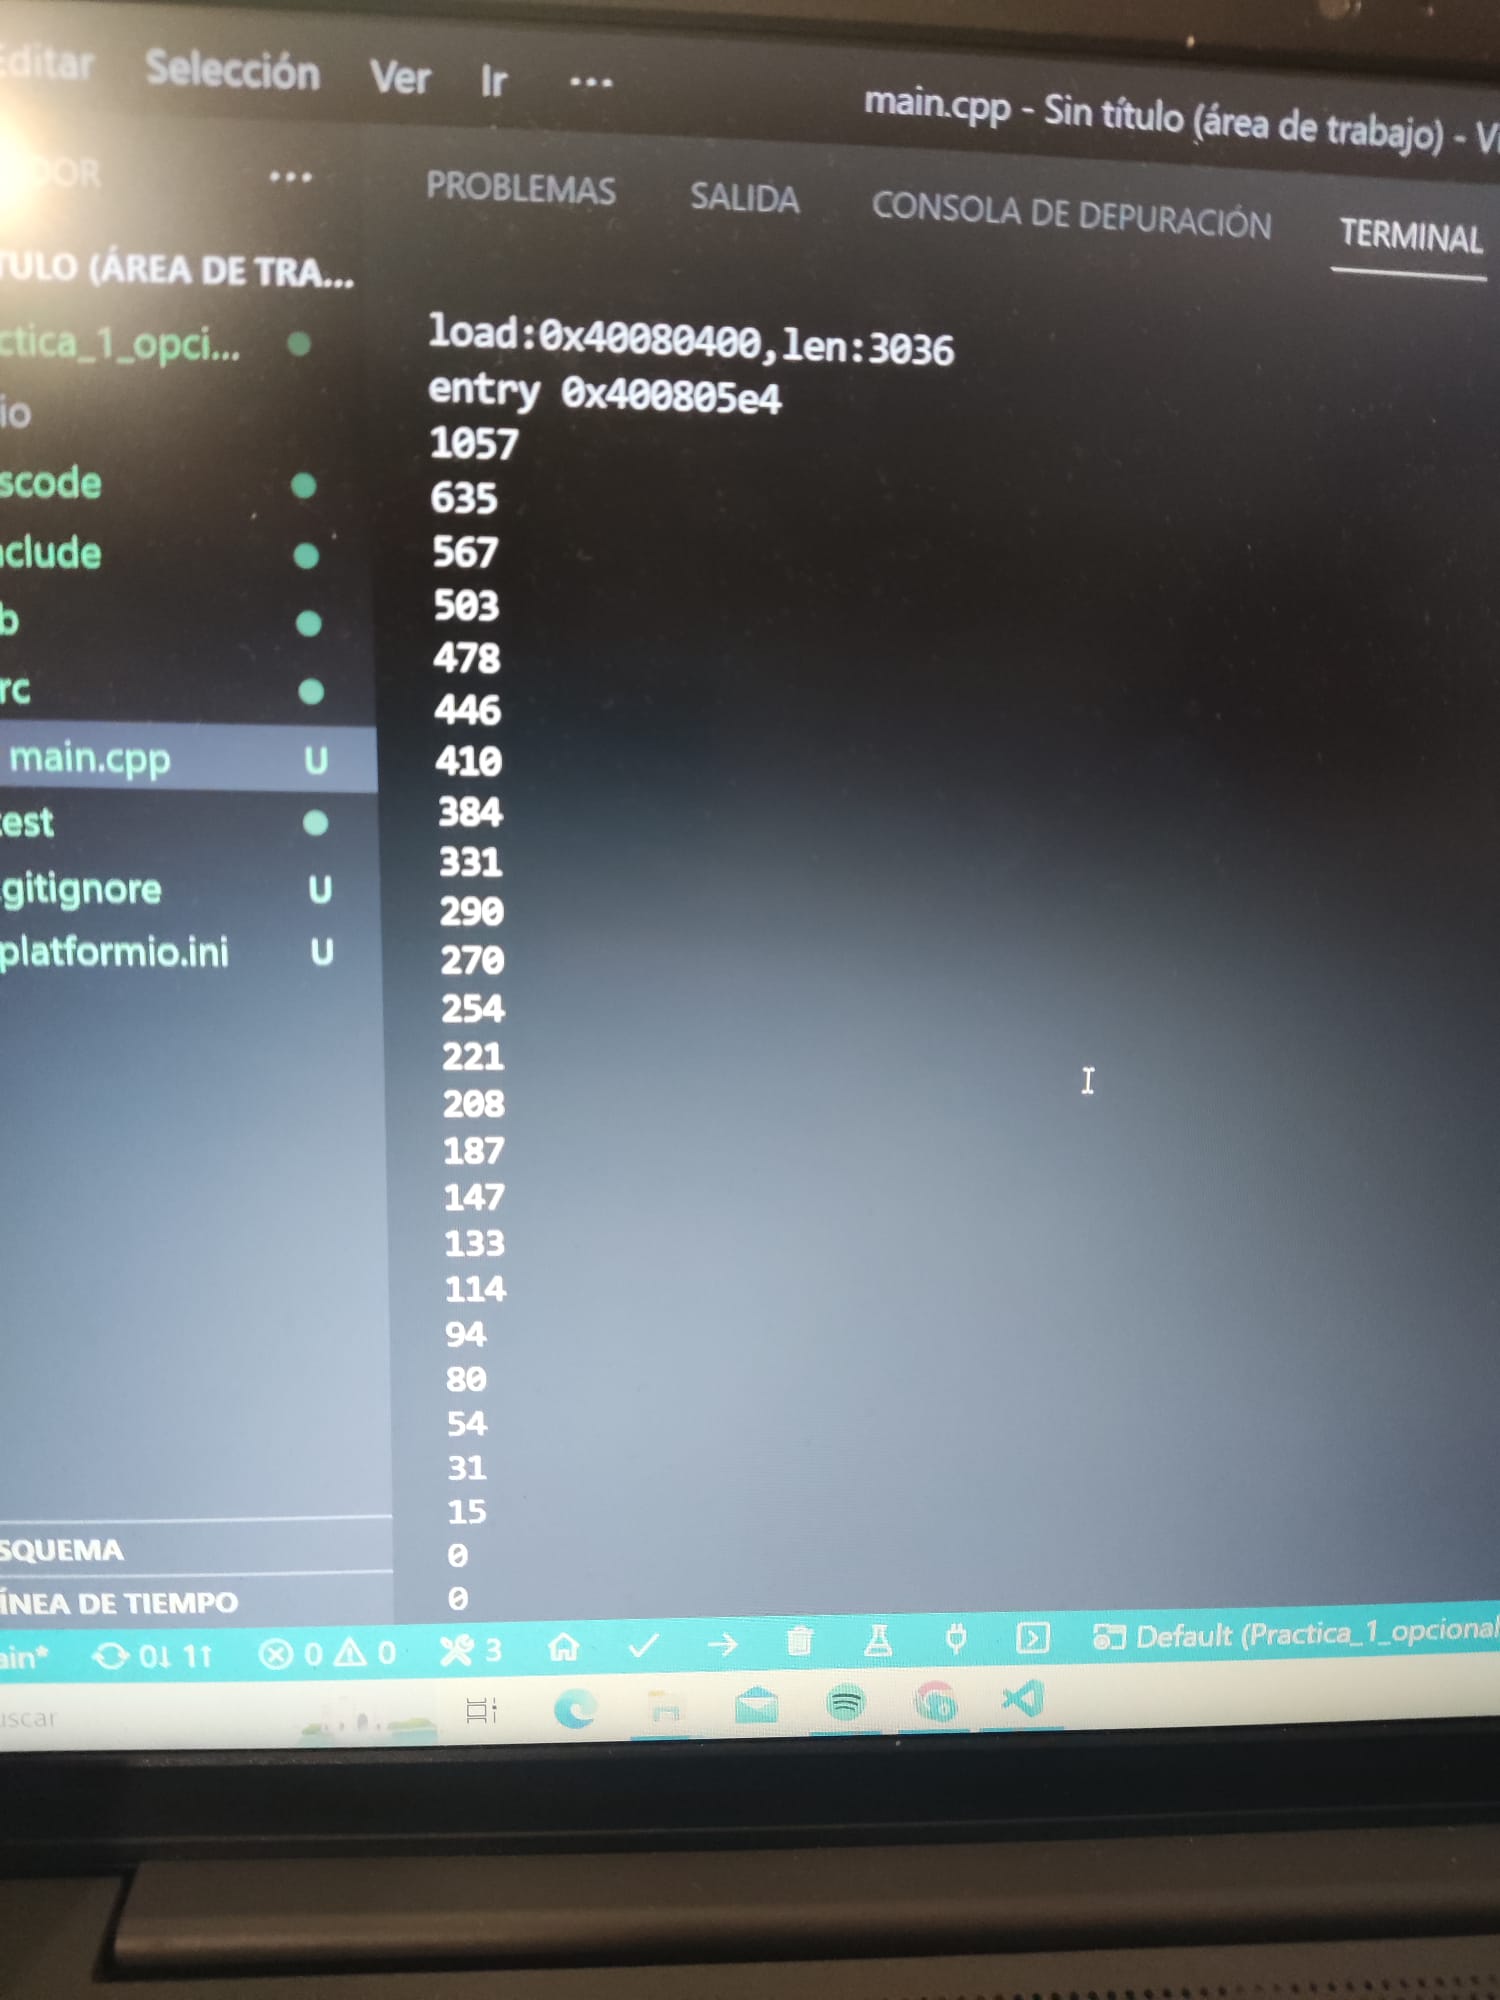 Editar Selección Ver Ir ...
main.cpp - Sin título (área de trabajo) - Vi
DOR ...
PROBLEMAS SALIDA CONSOLA DE DEPURACIÓN TERMINAL
TULO (ÁREA DE TRA...
ctica_1_opci...
io
scode
nclude
b
rc
main.cpp U
test
.gitignore U
platformio.ini U
SQUEMA
ÍNEA DE TIEMPO
load:0x40080400,len:3036
entry 0x400805e4
1057
635
567
503
478
446
410
384
331
290
270
254
221
208
187
147
133
114
94
80
54
31
15
0
0
ain* 0↓ 1↑ 0 0 3 Default (Practica_1_opcional
uscar